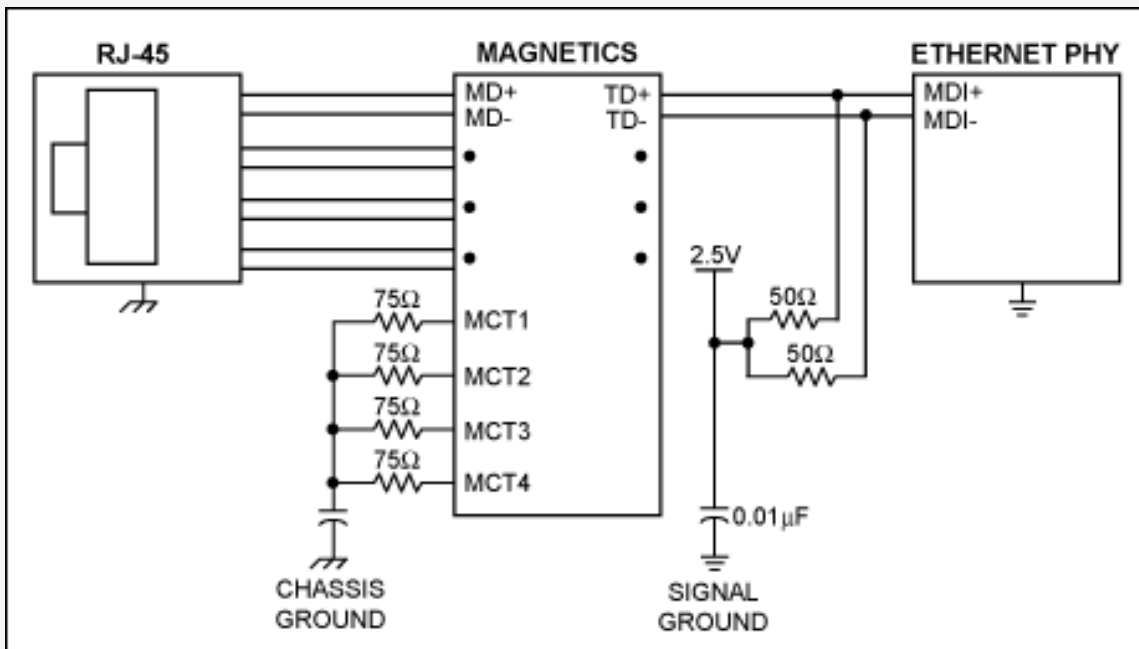 RJ-45
MAGNETICS
ETHERNET PHY
MD+
MD-
TD+
TD-
MDI+
MDI-
2.5V
50Ω
50Ω
75Ω
MCT1
75Ω
MCT2
75Ω
MCT3
75Ω
MCT4
0.01µF
CHASSIS
GROUND
SIGNAL
GROUND